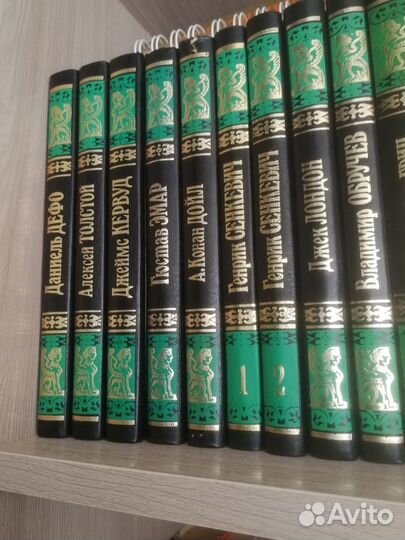 Даниель ДЕФО
Алексей ТОЛСТОЙ
Джеймс КЕРВУД
Гюстав ЭМАР
А. Конан ДОЙЛ
Генрик СЕНКЕВИЧ
1
Генрик СЕНКЕВИЧ
2
Джек ЛОНДОН
Владимир ОБРУЧЕВ
Avito